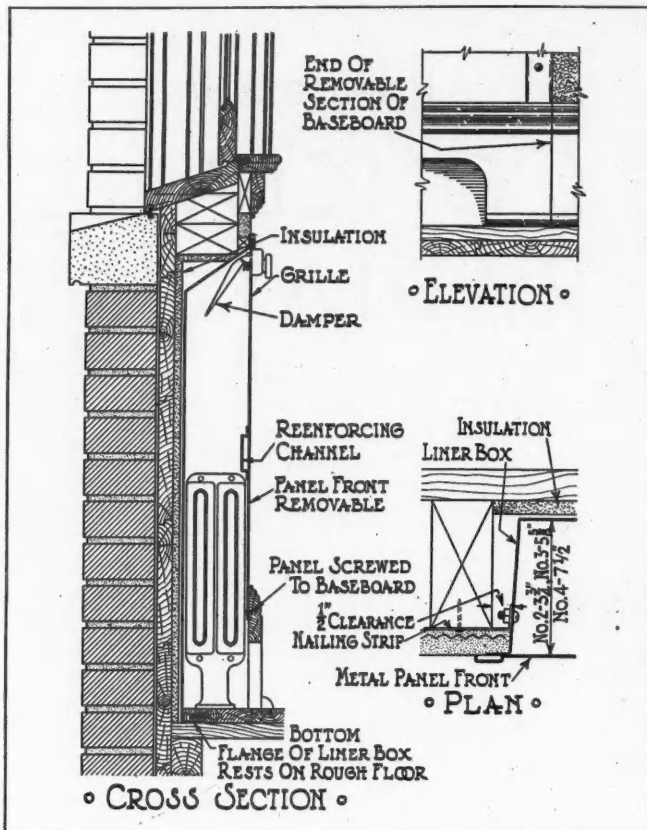 END OF
REMOVABLE
SECTION OF
BASEBOARD
INSULATION
GRILLE
DAMPER
ELEVATION
REENFORCING
CHANNEL
PANEL FRONT
REMOVABLE
PANEL SCREWED
TO BASEBOARD
1/2" CLEARANCE
NAILING STRIP
BOTTOM
FLANGE OF LINER BOX
RESTS ON ROUGH FLOOR
CROSS SECTION
INSULATION
LINER BOX
No.2-3 3/4" No.3-5 5/8"
No.4-7 1/2"
METAL PANEL FRONT
PLAN